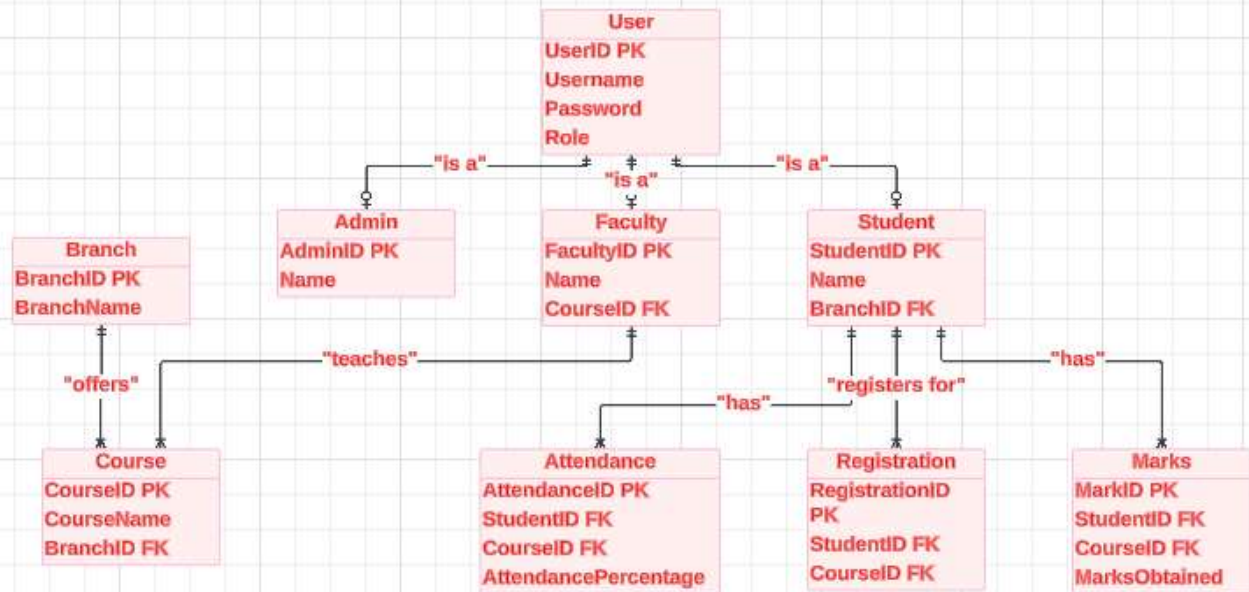 User
UserID PK
Username
Password
Role
"is a"
"is a"
"is a"
Admin
AdminID PK
Name
Faculty
FacultyID PK
Name
CourseID FK
Student
StudentID PK
Name
BranchID FK
Branch
BranchID PK
BranchName
"teaches"
"offers"
"has"
"registers for"
"has"
Course
CourseID PK
CourseName
BranchID FK
Attendance
AttendanceID PK
StudentID FK
CourseID FK
AttendancePercentage
Registration
RegistrationID
PK
StudentID FK
CourseID FK
Marks
MarkID PK
StudentID FK
CourseID FK
MarksObtained